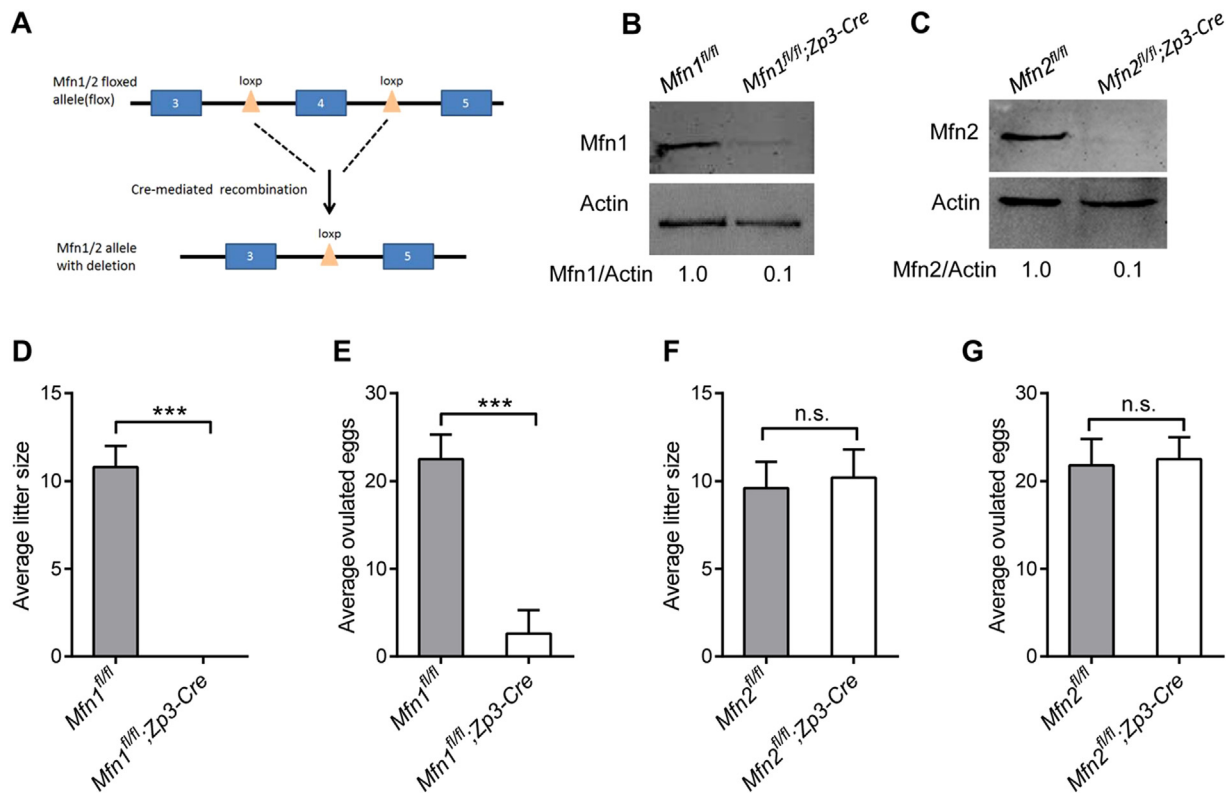 A
Mfn1/2 floxed
allele(flox)
loxp
loxp
3
4
5
Cre-mediated recombination
loxp
Mfn1/2 allele
with deletion
3
5
B
Mfn1fl/fl
Mfn1fl/fl;Zp3-Cre
Mfn1
Actin
Mfn1/Actin 1.0 0.1
C
Mfn2fl/fl
Mfn2fl/fl;Zp3-Cre
Mfn2
Actin
Mfn2/Actin 1.0 0.1
D
Average litter size
15
10
5
0
***
Mfn1fl/fl
Mfn1fl/fl;Zp3-Cre
E
Average ovulated eggs
30
20
10
0
***
Mfn1fl/fl
Mfn1fl/fl;Zp3-Cre
F
Average litter size
15
10
5
0
n.s.
Mfn2fl/fl
Mfn2fl/fl;Zp3-Cre
G
Average ovulated eggs
30
20
10
0
n.s.
Mfn2fl/fl
Mfn2fl/fl;Zp3-Cre